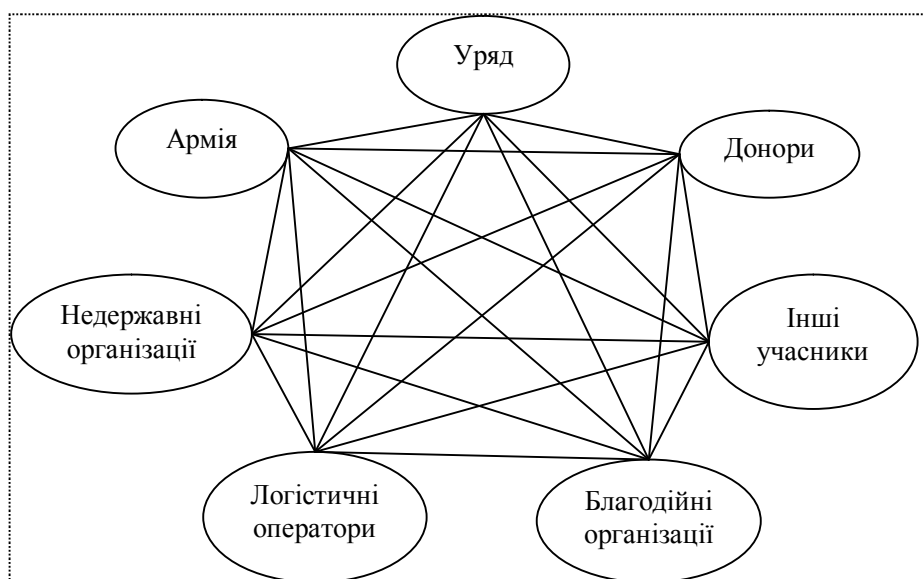 Уряд
Армія
Донори
Недержавні
організації
Інші
учасники
Логістичні
оператори
Благодійні
організації